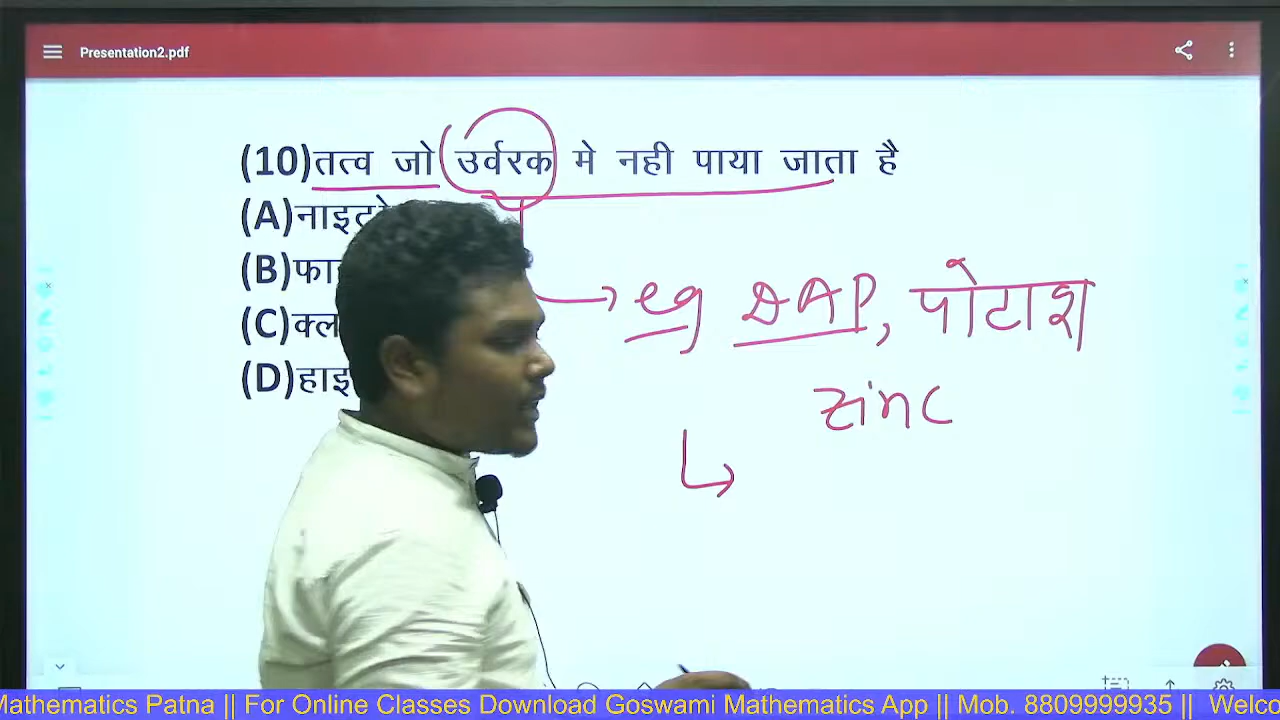 Presentation2.pdf
(10)तत्व जो उर्वरक मे नही पाया जाता है
(A)नाइट
(B)फा
(C)क्ल
(D)हाइ
eg DAP, पोटाश
zinc
Mathematics Patna || For Online Classes Download Goswami Mathematics App || Mob. 8809999935 || Welco